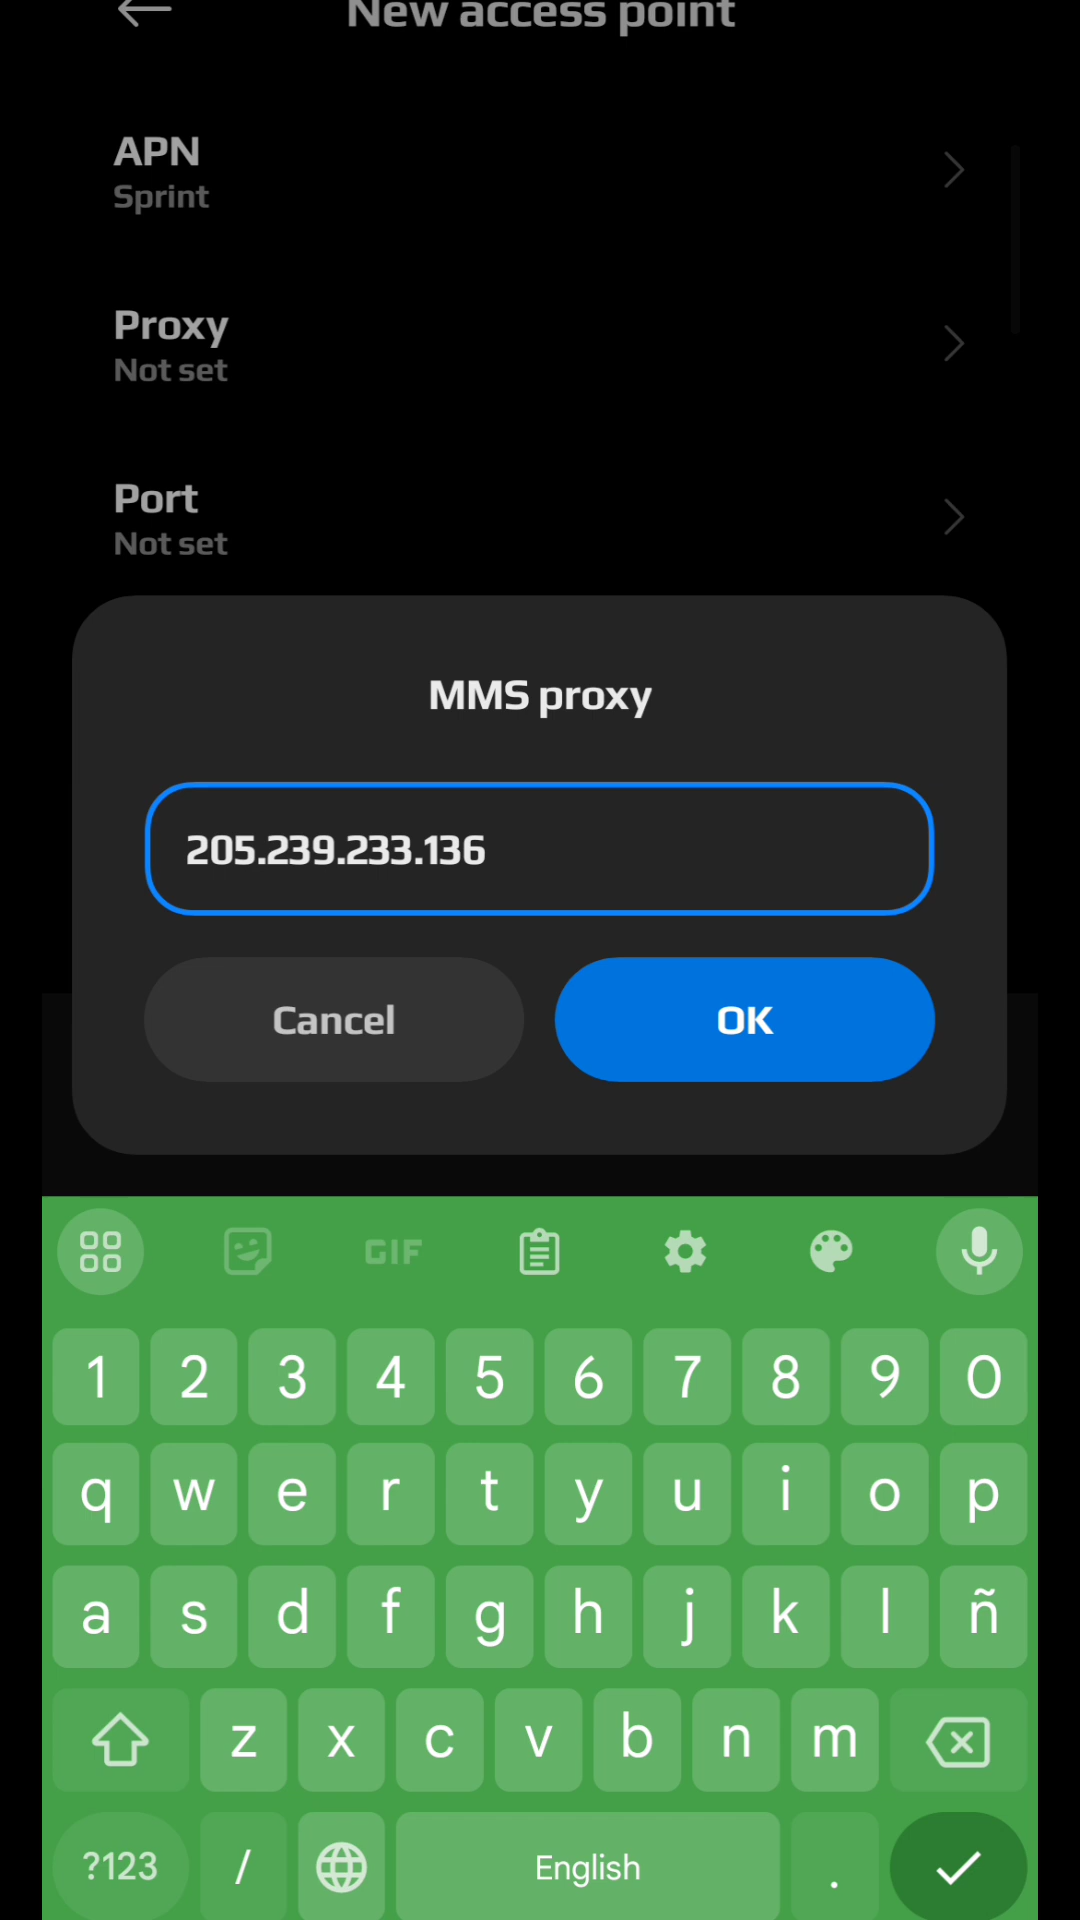 New access point
APN
Sprint
Proxy
Not set
Port
Not set
MMS proxy
205.239.233.136
Cancel
OK
GIF
1 2 3 4 5 6 7 8 9 0
q w e r t y u i o p
a s d f g h j k l ñ
z x c v b n m
?123 / English .